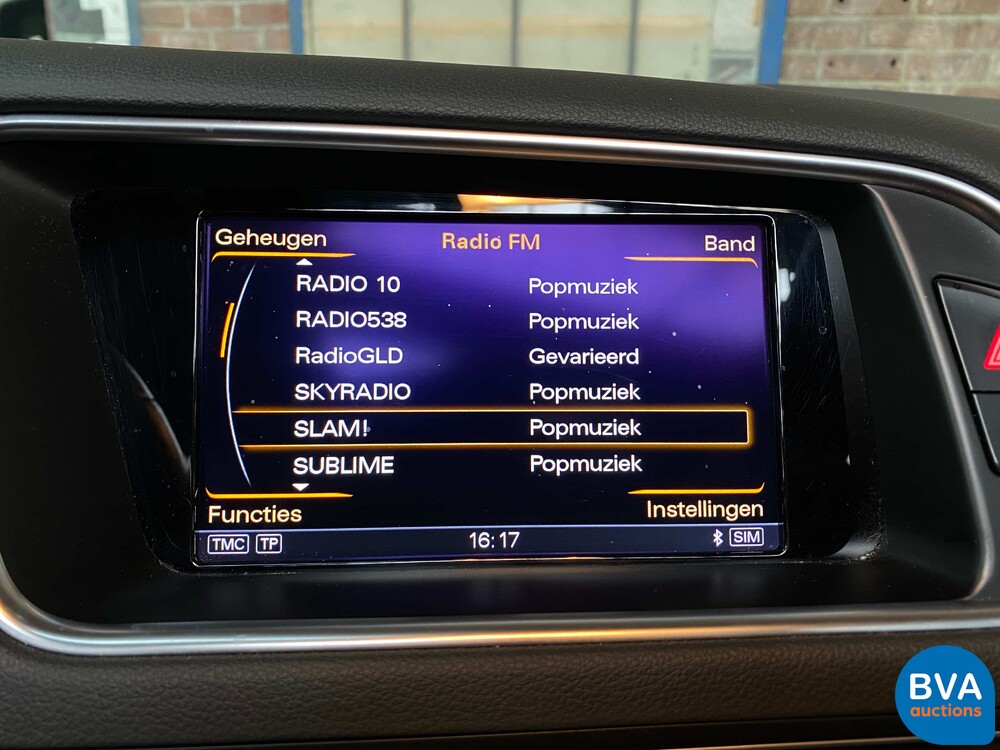 Geheugen Radio FM Band
RADIO 10 Popmuziek
RADIO538 Popmuziek
RadioGLD Gevarieerd
SKYRADIO Popmuziek
SLAM! Popmuziek
SUBLIME Popmuziek
Functies Instellingen
TMC TP 16:17 SIM
BVA
auctions